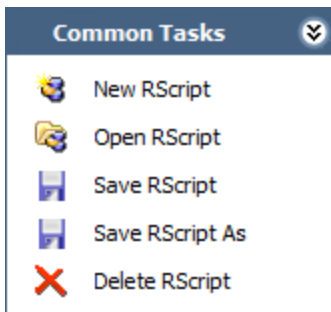 Common Tasks
New RScript
Open RScript
Save RScript
Save RScript As
Delete RScript